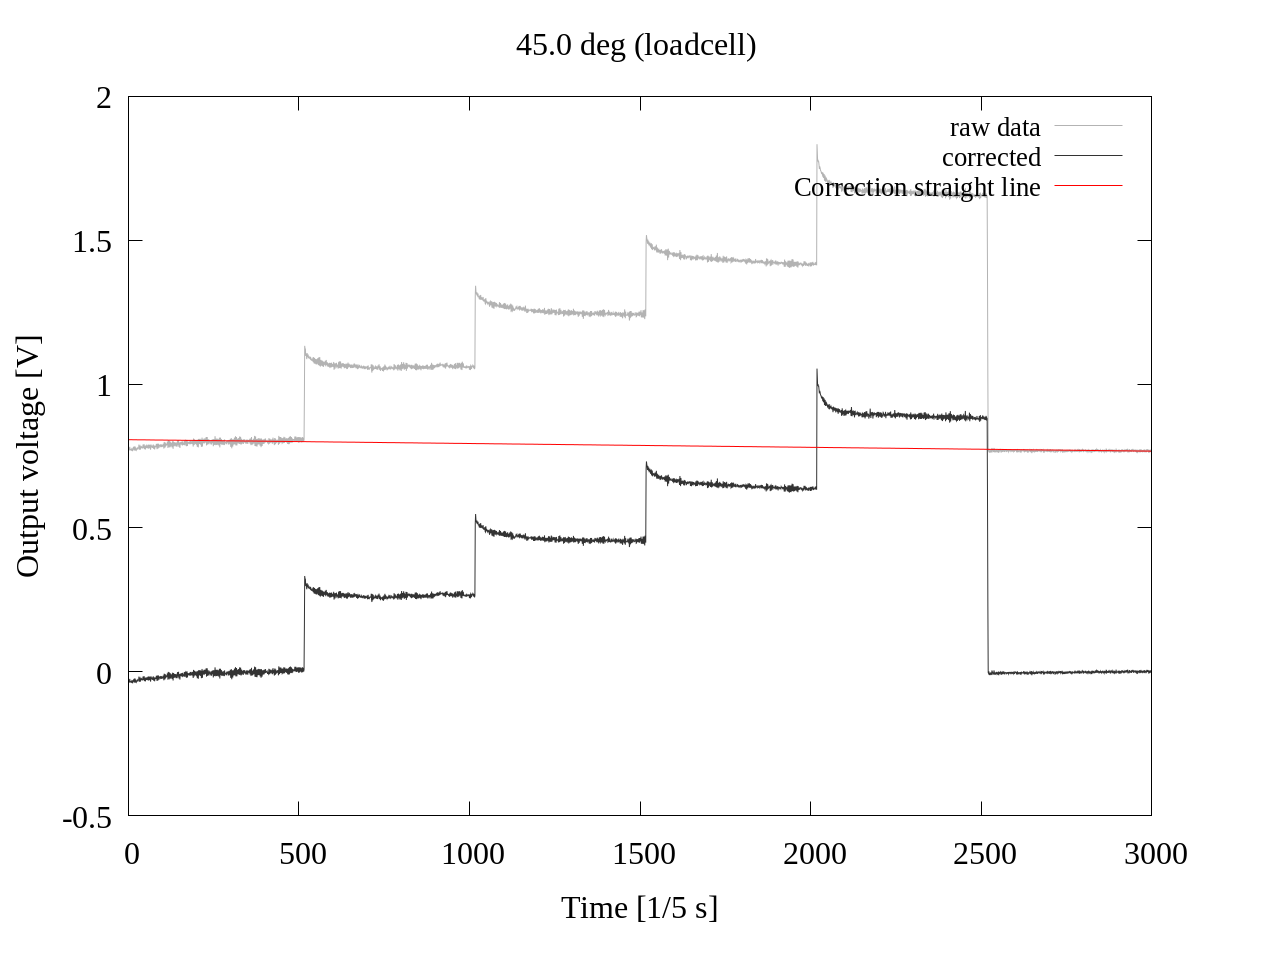 45.0 deg (loadcell)
raw data
corrected
Correction straight line
2
1.5
1
0.5
0
-0.5
Output voltage [V]
0 500 1000 1500 2000 2500 3000
Time [1/5 s]